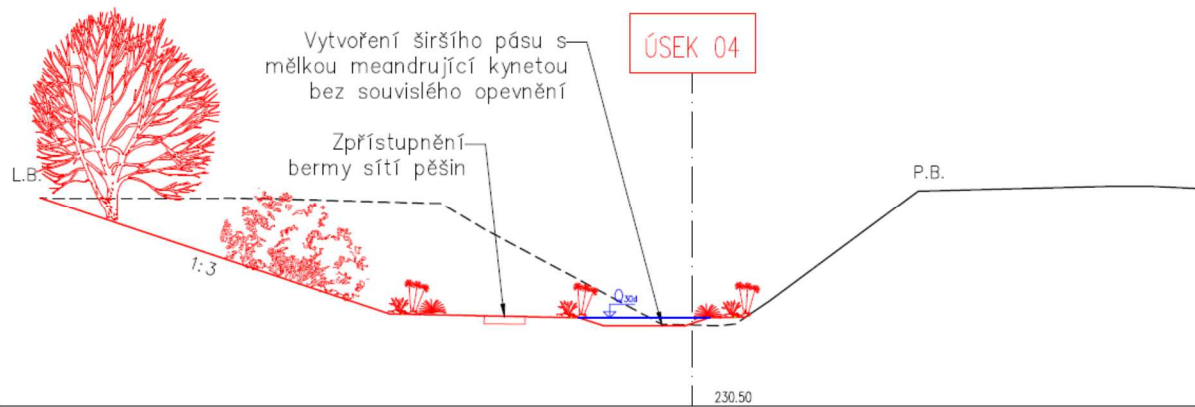 Vytvoření širšího pásu s
mělkou meandrující kynetou
bez souvislého opevnění
ÚSEK 04
Zpřístupnění
bermy sítí pěšin
L.B.
P.B.
1:3
Q30d
230.50